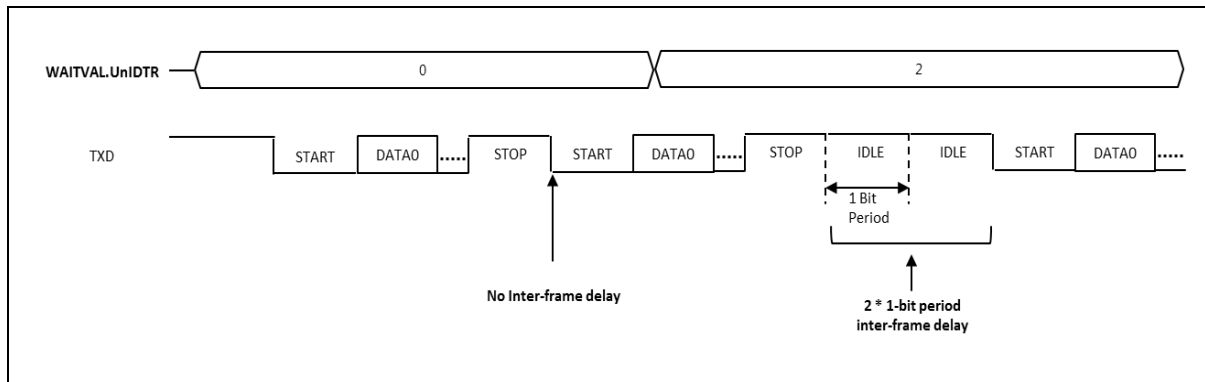 WAITVAL.UnIDTR 0 2
TXD START DATA0 ..... STOP START DATA0 ..... STOP IDLE IDLE START DATA0 .....
1 Bit
Period
No Inter-frame delay
2 * 1-bit period
inter-frame delay